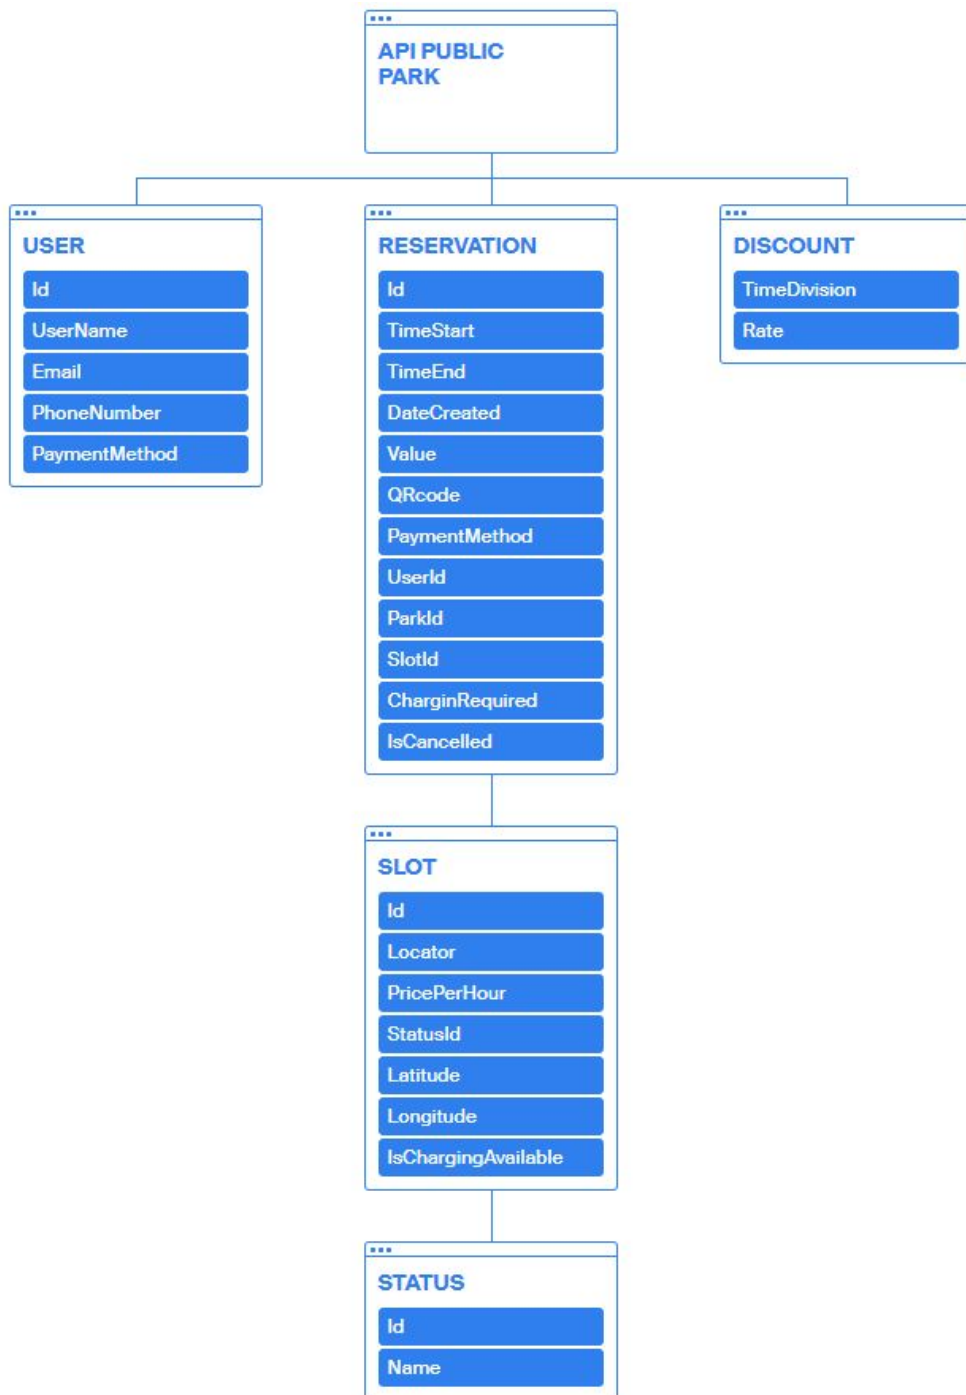 API PUBLIC
PARK
USER
Id
UserName
Email
PhoneNumber
PaymentMethod
RESERVATION
Id
TimeStart
TimeEnd
DateCreated
Value
QRcode
PaymentMethod
UserId
ParkId
SlotId
CharginRequired
IsCancelled
DISCOUNT
TimeDivision
Rate
SLOT
Id
Locator
PricePerHour
StatusId
Latitude
Longitude
IsChargingAvailable
STATUS
Id
Name